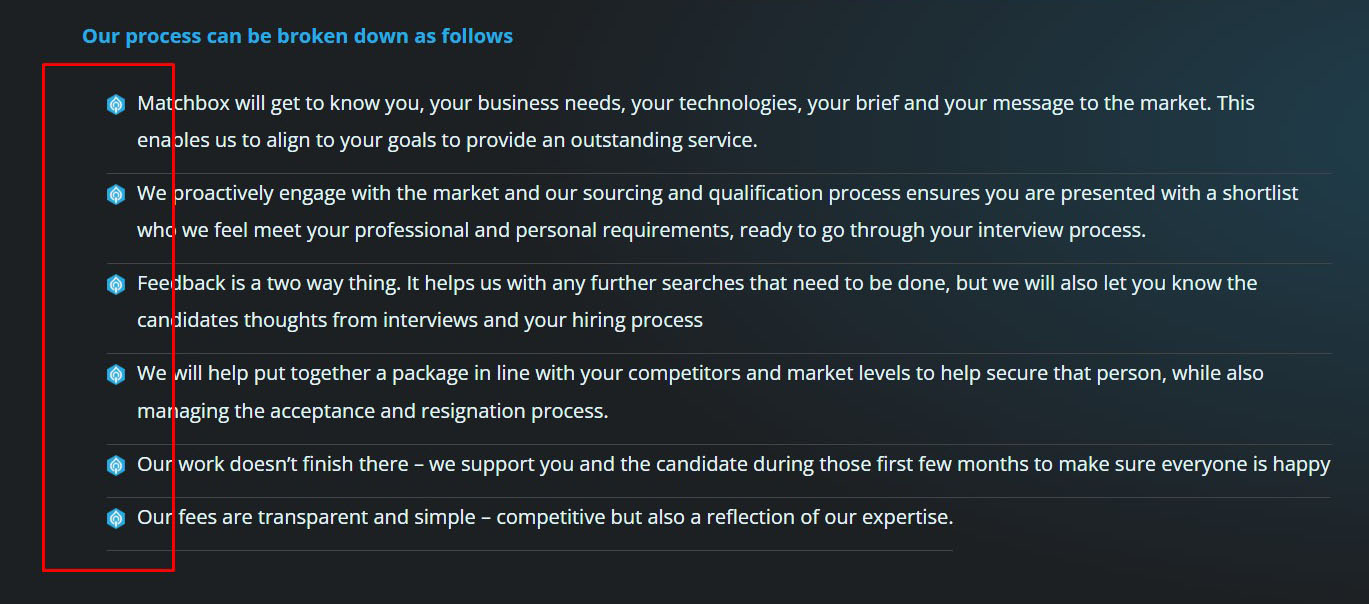 Our process can be broken down as follows
Matchbox will get to know you, your business needs, your technologies, your brief and your message to the market. This
enables us to align to your goals to provide an outstanding service.
We proactively engage with the market and our sourcing and qualification process ensures you are presented with a shortlist
who we feel meet your professional and personal requirements, ready to go through your interview process.
Feedback is a two way thing. It helps us with any further searches that need to be done, but we will also let you know the
candidates thoughts from interviews and your hiring process
We will help put together a package in line with your competitors and market levels to help secure that person, while also
managing the acceptance and resignation process.
Our work doesn’t finish there – we support you and the candidate during those first few months to make sure everyone is happy
Our fees are transparent and simple – competitive but also a reflection of our expertise.